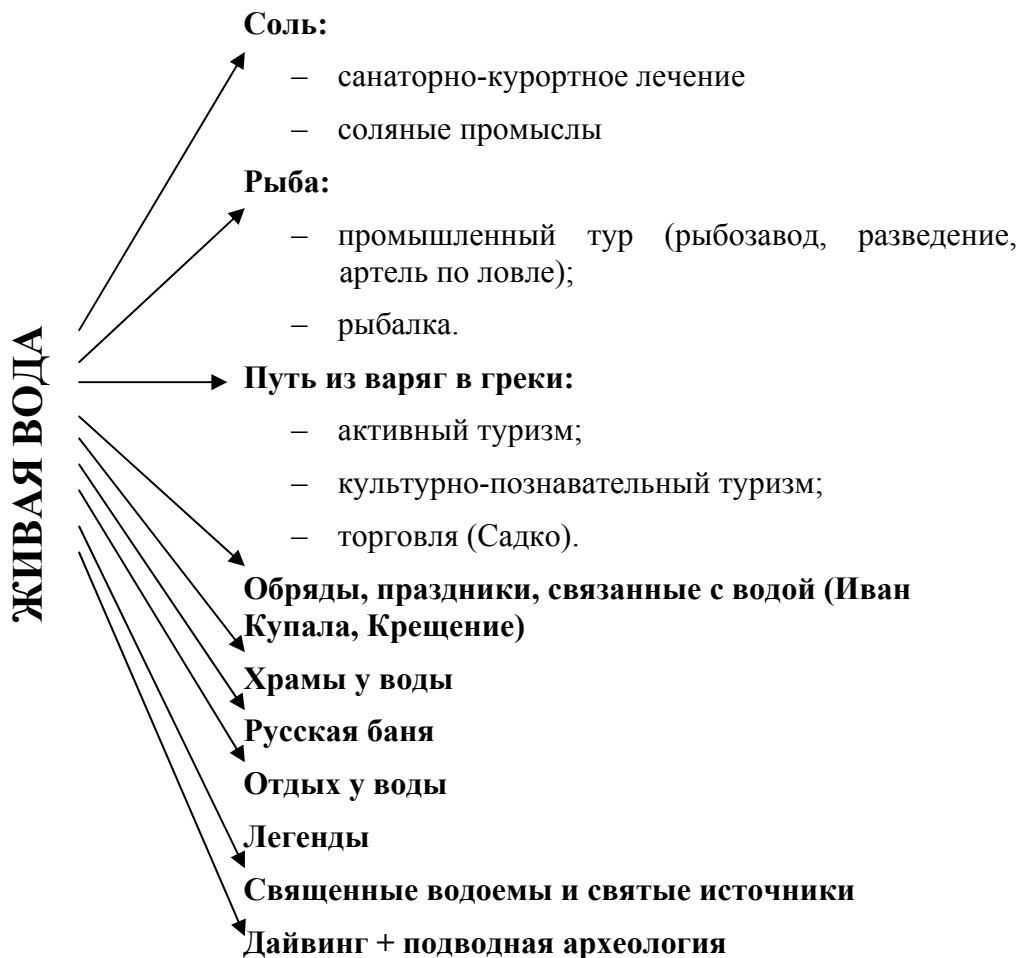 ЖИВАЯ ВОДА
Соль:
– санаторно-курортное лечение
– соляные промыслы
Рыба:
– промышленный тур (рыбозавод, разведение,
артель по ловле);
– рыбалка.
Путь из варяг в греки:
– активный туризм;
– культурно-познавательный туризм;
– торговля (Садко).
Обряды, праздники, связанные с водой (Иван
Купала, Крещение)
Храмы у воды
Русская баня
Отдых у воды
Легенды
Священные водоемы и святые источники
Дайвинг + подводная археология